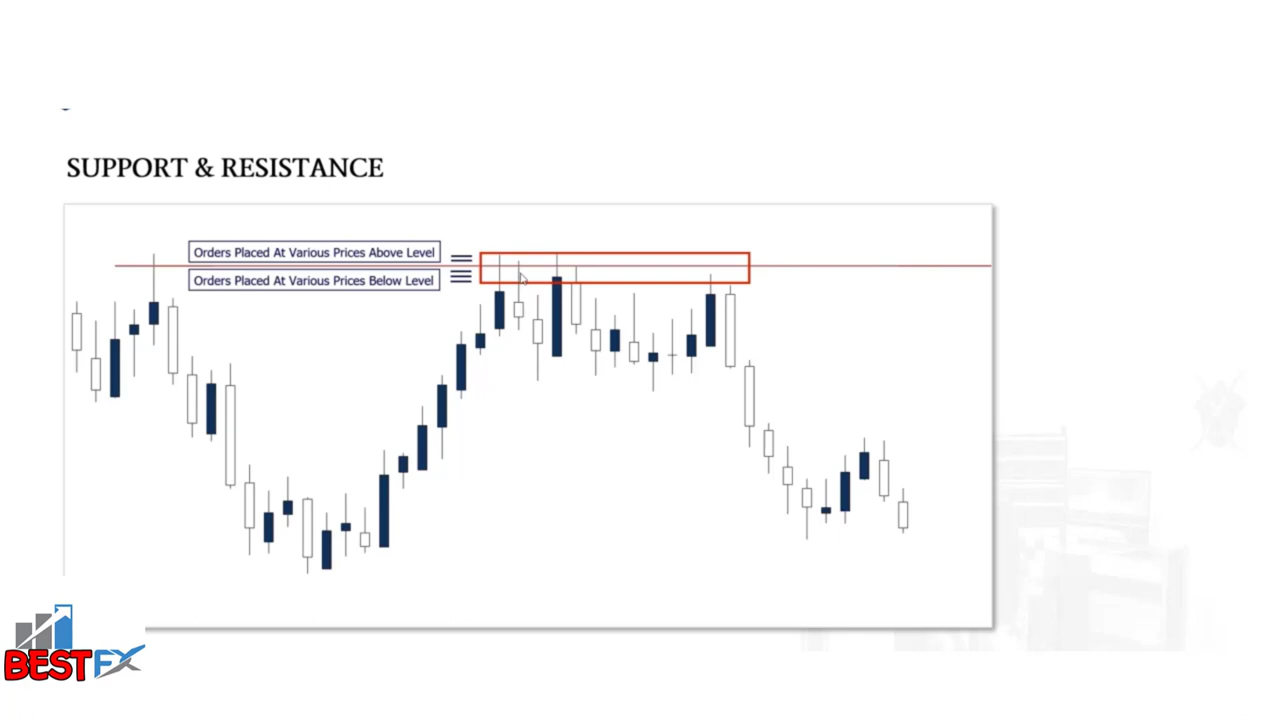 SUPPORT & RESISTANCE
Orders Placed At Various Prices Above Level
Orders Placed At Various Prices Below Level
BESTFX